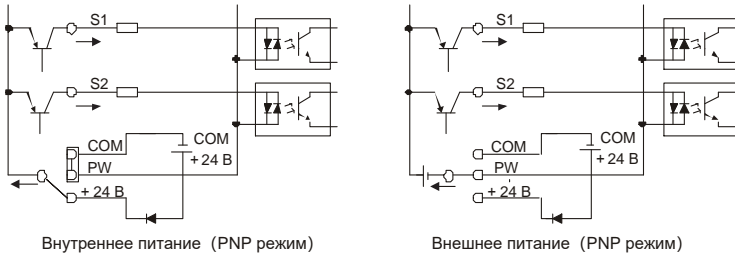 S1
S2
COM
COM
PW
+ 24 В
+ 24 В
Внутреннее питание (PNP режим)
S1
S2
COM
COM
PW
+ 24 В
+ 24 В
Внешнее питание (PNP режим)